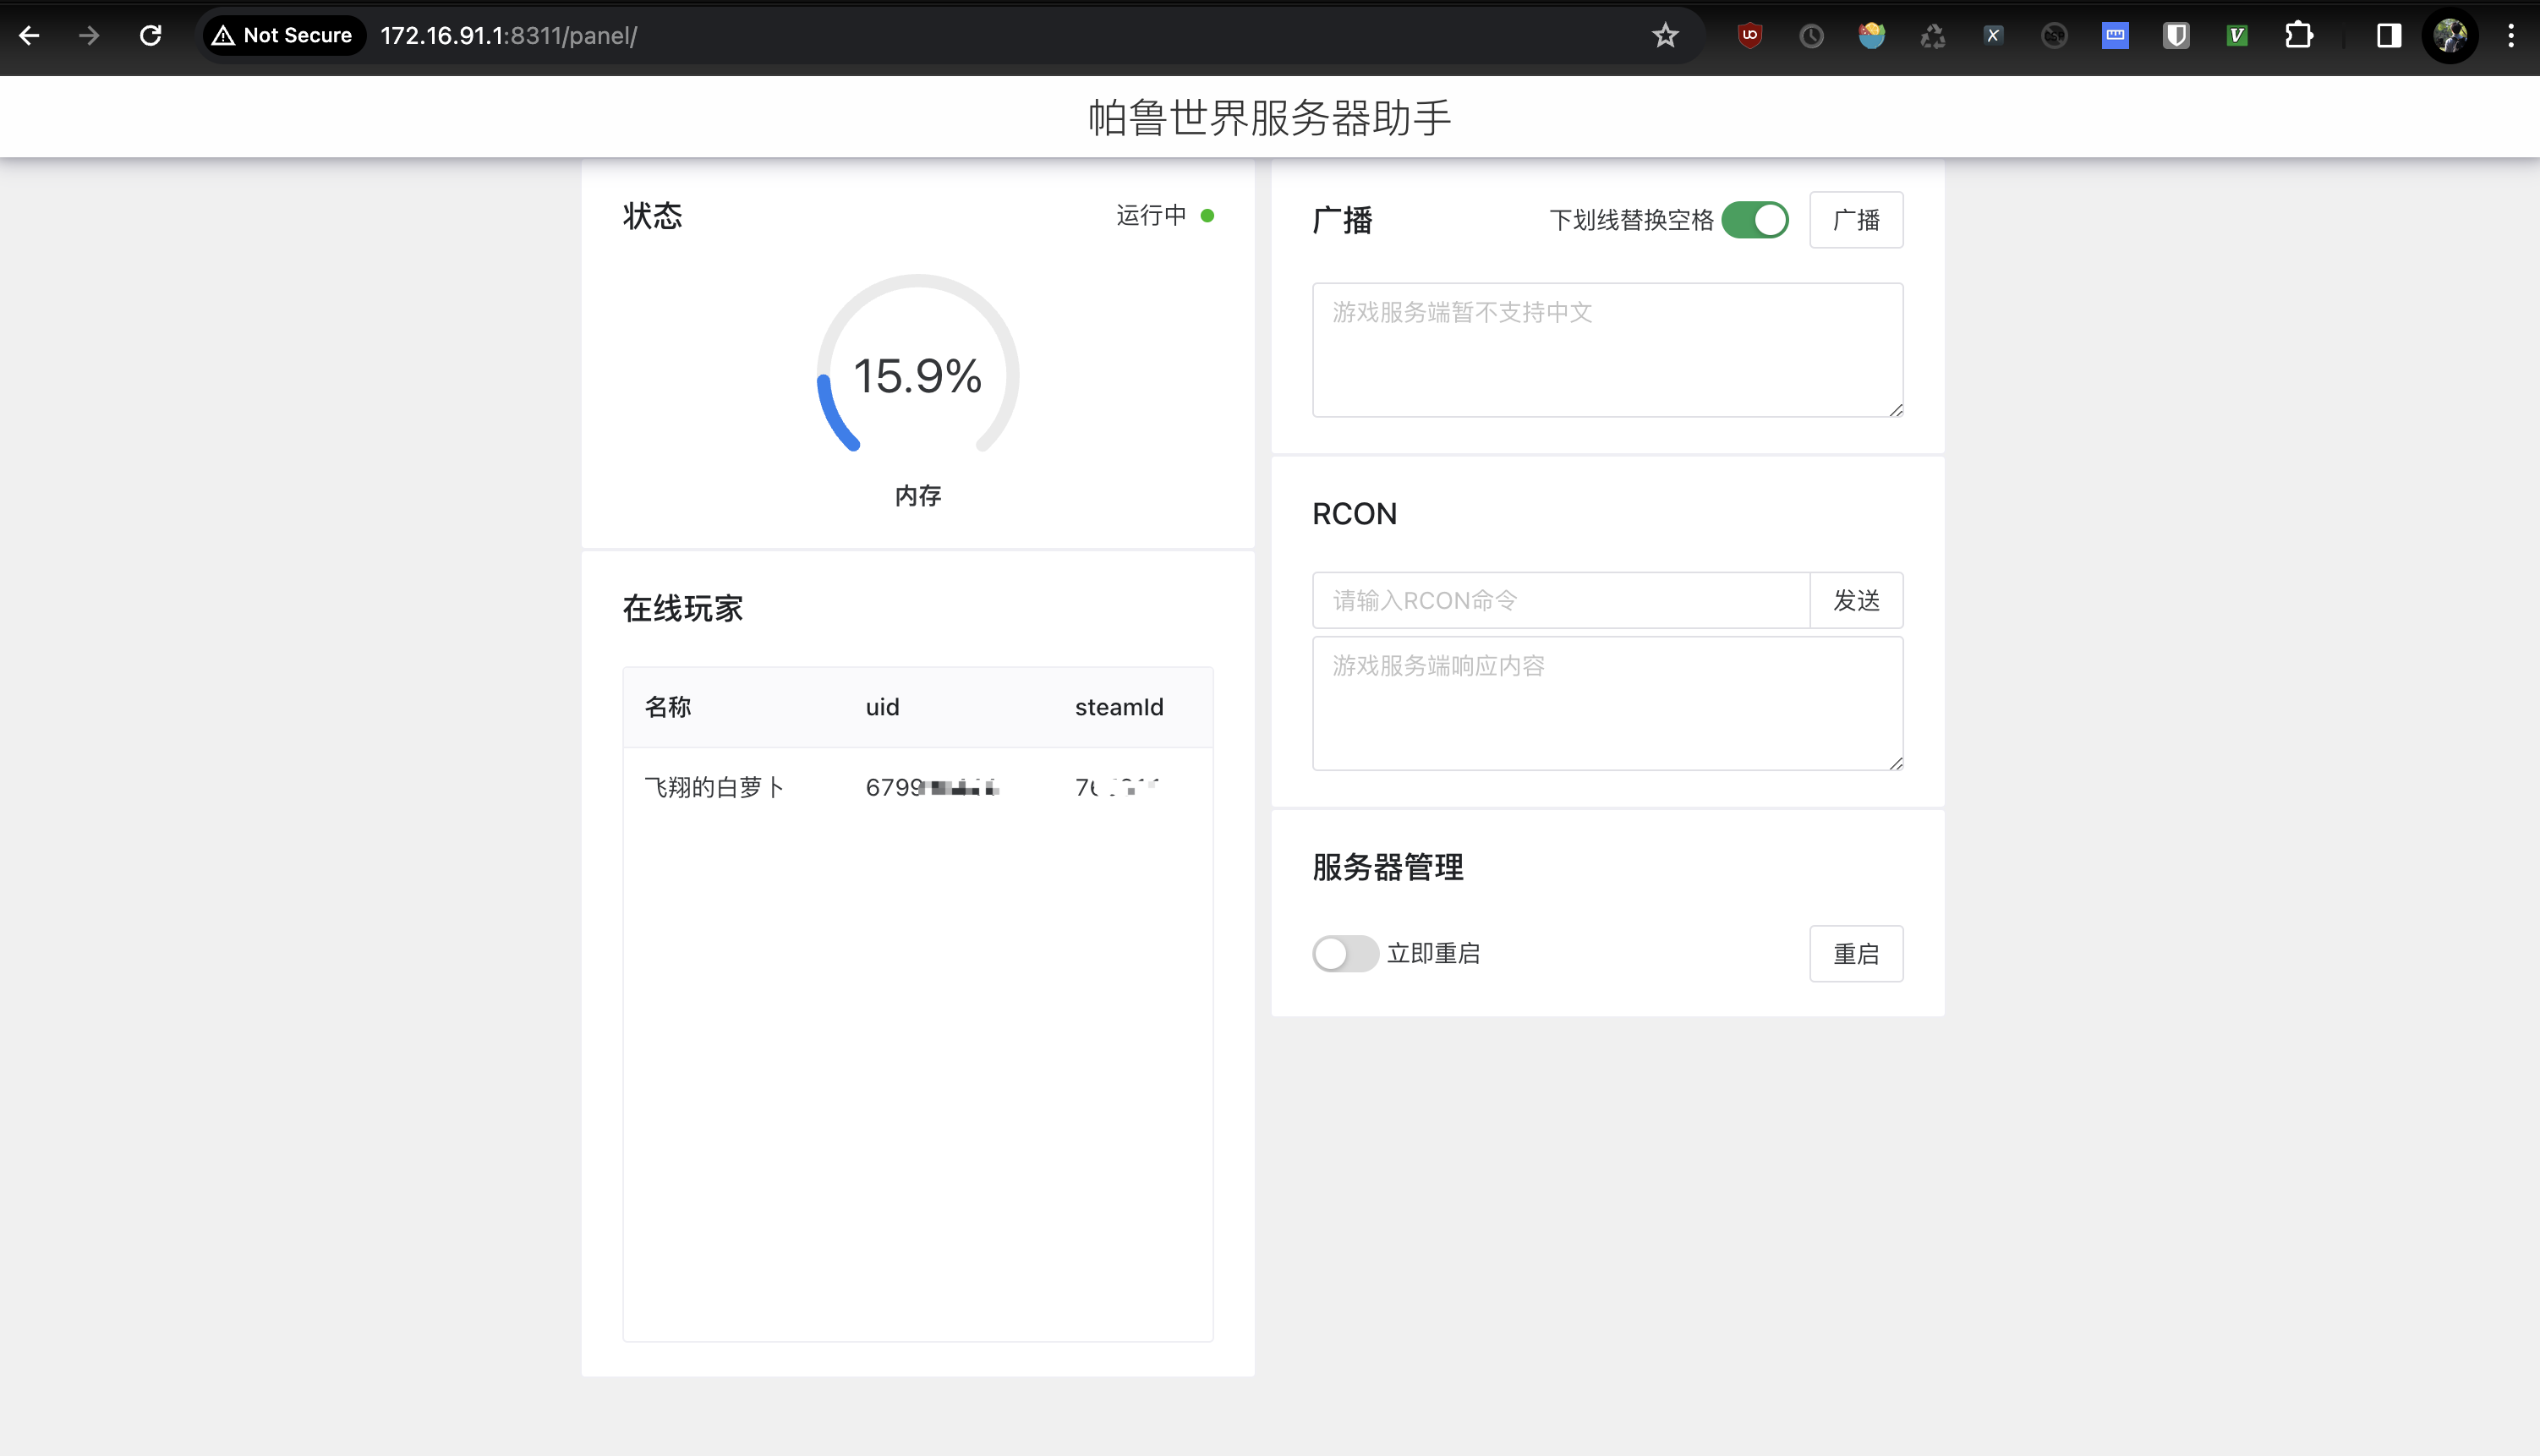 Not Secure 172.16.91.1:8311/panel/
帕鲁世界服务器助手
状态 运行中
15.9%
内存
在线玩家
名称 uid steamId
飞翔的白萝卜 6799
广播 下划线替换空格 广播
游戏服务端暂不支持中文
RCON
请输入RCON命令 发送
游戏服务端响应内容
服务器管理
立即重启 重启